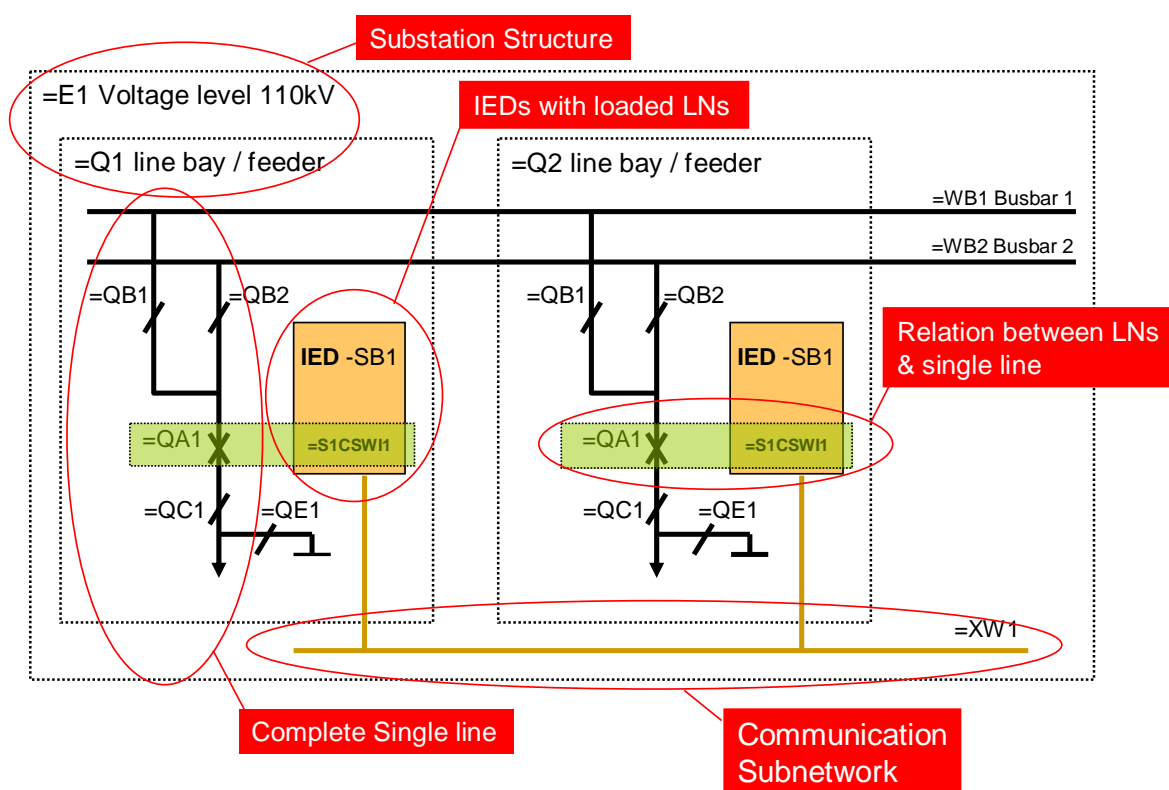 Substation Structure
=E1 Voltage level 110kV
IEDs with loaded LNs
=Q1 line bay / feeder
=Q2 line bay / feeder
=WB1 Busbar 1
=WB2 Busbar 2
=QB1
=QB2
=QB1
=QB2
Relation between LNs
& single line
IED -SB1
IED -SB1
=QA1
=S1CSWI1
=QA1
=S1CSWI1
=QC1
=QE1
=QC1
=QE1
=XW1
Complete Single line
Communication
Subnetwork